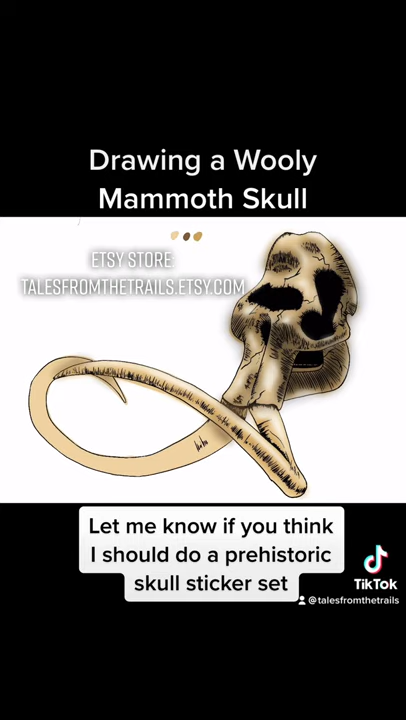 Drawing a Wooly
Mammoth Skull
ETSY STORE
TALESFROMTHETRAILS.ETSY.COM
Let me know if you think
I should do a prehistoric
skull sticker set
TikTok
@talesfromthetrails